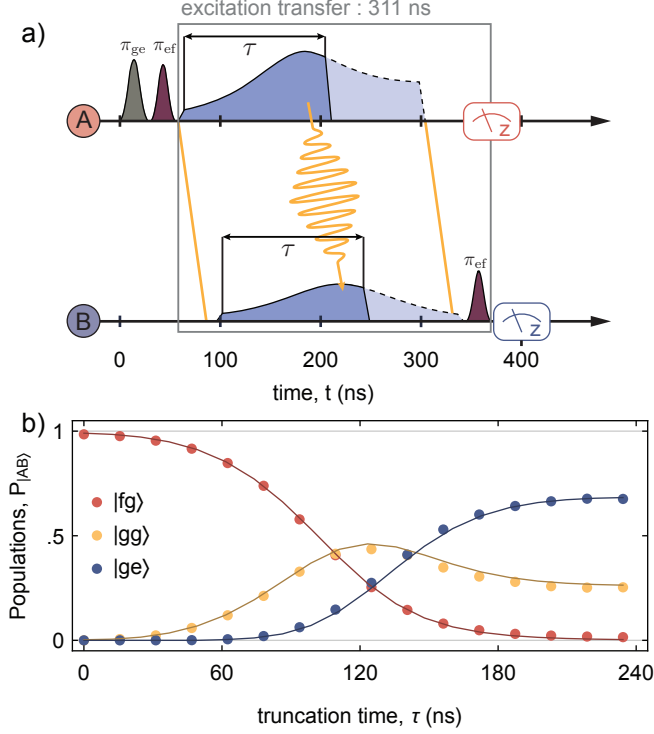 excitation transfer : 311 ns
a)
π_ge π_ef
τ
A
Z
τ
π_ef
B
Z
0 100 200 300 400
time, t (ns)
b)
1
.5
0
Populations, P_|AB⟩
|fg⟩
|gg⟩
|ge⟩
0 60 120 180 240
truncation time, τ (ns)